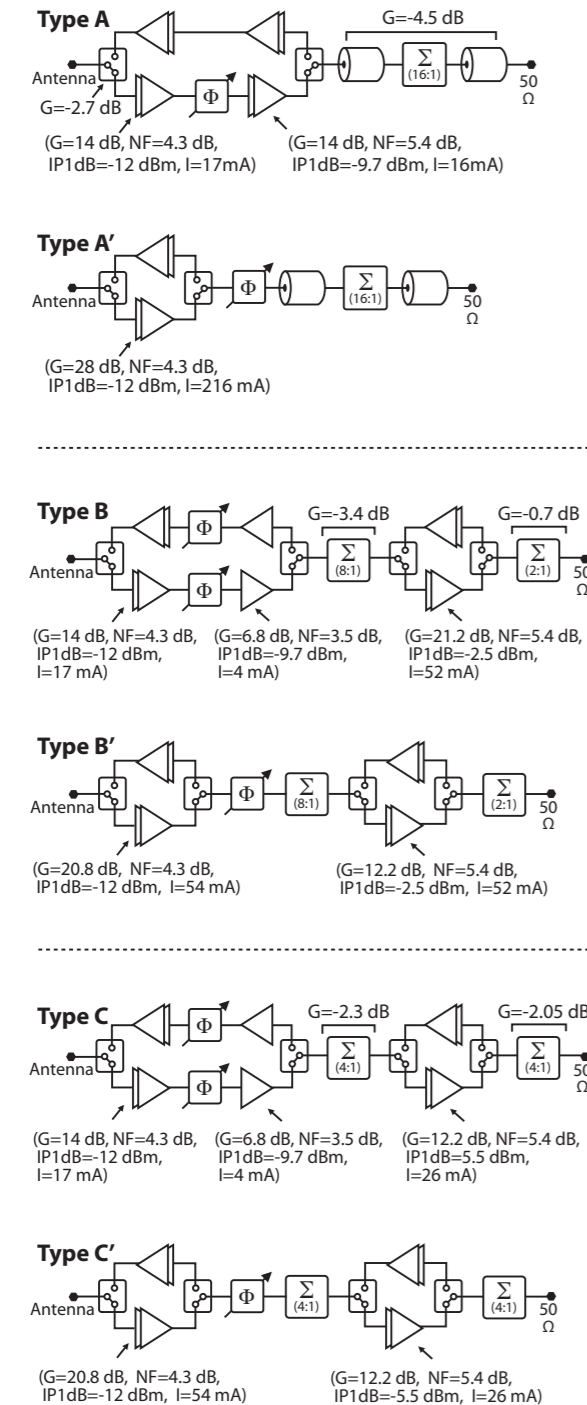 Type A
G=-4.5 dB
Φ
Σ
(16:1)
Antenna
G=-2.7 dB
50
Ω
(G=14 dB, NF=4.3 dB,
IP1dB=-12 dBm, I=17mA)
(G=14 dB, NF=5.4 dB,
IP1dB=-9.7 dBm, I=16mA)
Type A’
Φ
Σ
(16:1)
Antenna
50
Ω
(G=28 dB, NF=4.3 dB,
IP1dB=-12 dBm, I=216 mA)
Type B
G=-3.4 dB
G=-0.7 dB
Φ
Σ
(8:1)
Σ
(2:1)
Antenna
Φ
50
Ω
(G=14 dB, NF=4.3 dB,
IP1dB=-12 dBm,
I=17 mA)
(G=6.8 dB, NF=3.5 dB,
IP1dB=-9.7 dBm,
I=4 mA)
(G=21.2 dB, NF=5.4 dB,
IP1dB=-2.5 dBm,
I=52 mA)
Type B’
Φ
Σ
(8:1)
Σ
(2:1)
Antenna
50
Ω
(G=20.8 dB, NF=4.3 dB,
IP1dB=-12 dBm, I=54 mA)
(G=12.2 dB, NF=5.4 dB,
IP1dB=-2.5 dBm, I=52 mA)
Type C
G=-2.3 dB
G=-2.05 dB
Φ
Σ
(4:1)
Σ
(4:1)
Antenna
Φ
50
Ω
(G=14 dB, NF=4.3 dB,
IP1dB=-12 dBm,
I=17 mA)
(G=6.8 dB, NF=3.5 dB,
IP1dB=-9.7 dBm,
I=4 mA)
(G=12.2 dB, NF=5.4 dB,
IP1dB=5.5 dBm,
I=26 mA)
Type C’
Φ
Σ
(4:1)
Σ
(4:1)
Antenna
50
Ω
(G=20.8 dB, NF=4.3 dB,
IP1dB=-12 dBm, I=54 mA)
(G=12.2 dB, NF=5.4 dB,
IP1dB=-5.5 dBm, I=26 mA)